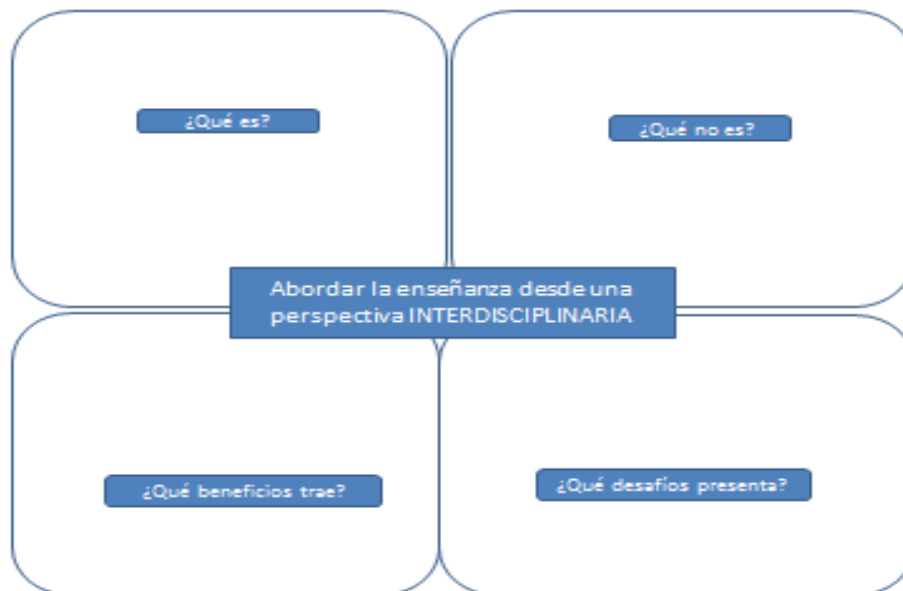 ¿Qué es?
¿Qué no es?
Abordar la enseñanza desde una
perspectiva INTERDISCIPLINARIA
¿Qué beneficios trae?
¿Qué desafíos presenta?